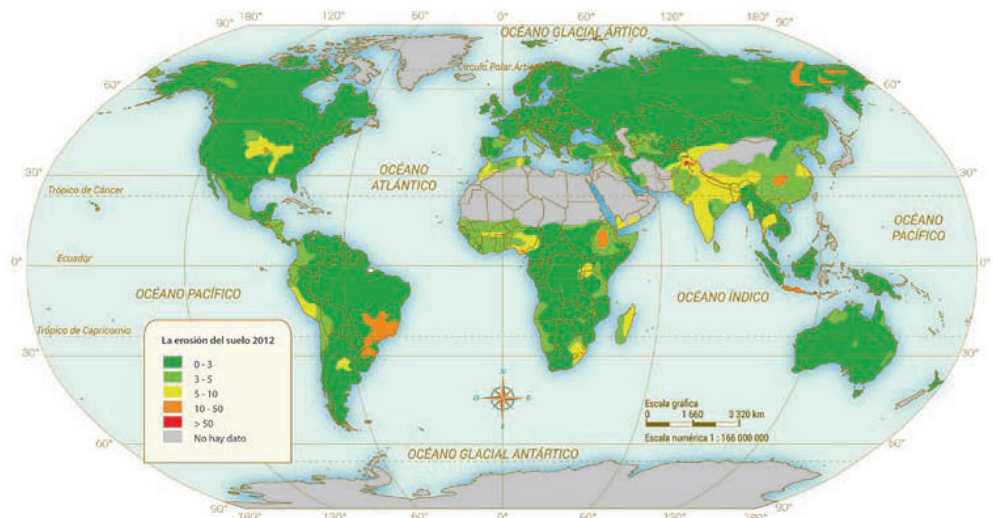 90° 180° 120° 60° 0° 60° 120° 180° 90°
OCÉANO GLACIAL ÁRTICO
Círculo Polar Ártico
60° 60°
OCÉANO
ATLÁNTICO
30° 30°
Trópico de Cáncer
OCÉANO
PACÍFICO
Ecuador
0° 0°
OCÉANO PACÍFICO
OCÉANO ÍNDICO
Trópico de Capricornio
30° 30°
La erosión del suelo 2012
0 - 3
3 - 5
5 - 10
10 - 50
> 50
No hay dato
N
O E
S
Escala gráfica
0 1 660 3 320 km
Escala numérica 1 : 166 000 000
60° 60°
OCÉANO GLACIAL ANTÁRTICO
90° 180° 120° 60° 0° 60° 120° 180° 90°